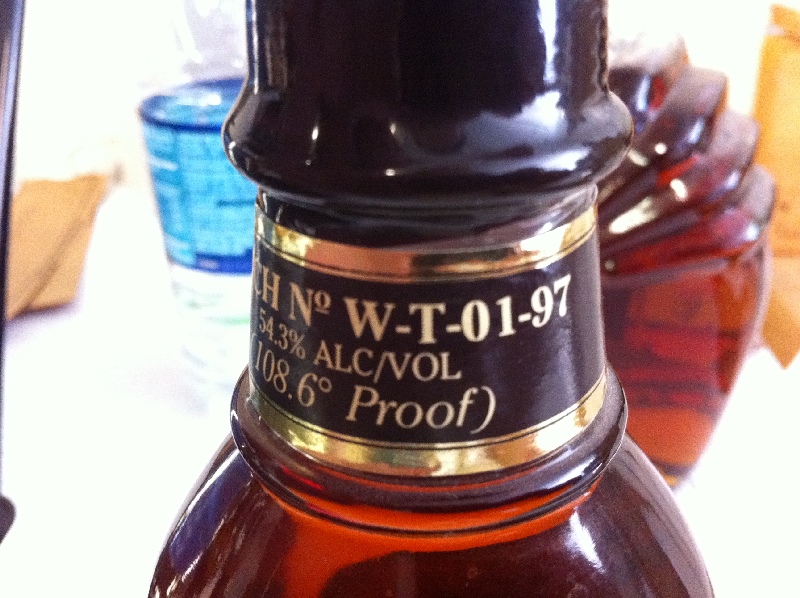 CH Nº W-T-01-97
54.3% ALC/VOL
(108.6° Proof)